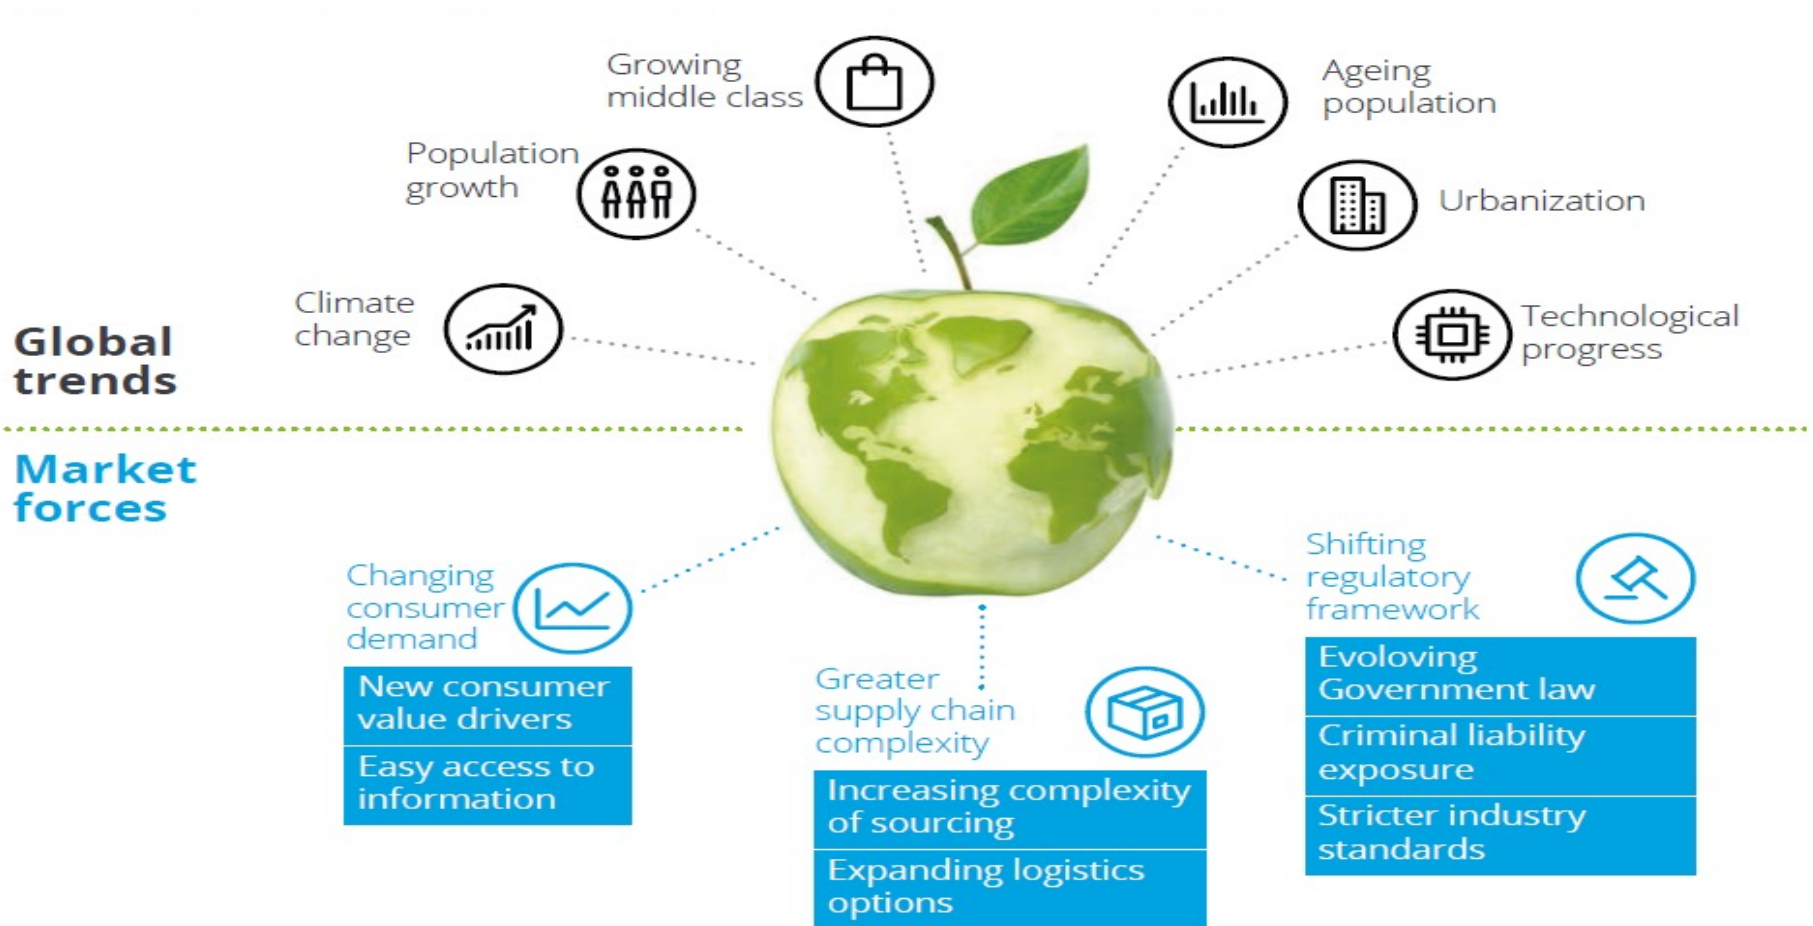 Growing
middle class
Ageing
population
Population
growth
Urbanization
Climate
change
Technological
progress
Global
trends
Market
forces
Changing
consumer
demand
New consumer
value drivers
Easy access to
information
Greater
supply chain
complexity
Increasing complexity
of sourcing
Expanding logistics
options
Shifting
regulatory
framework
Evoloving
Government law
Criminal liability
exposure
Stricter industry
standards